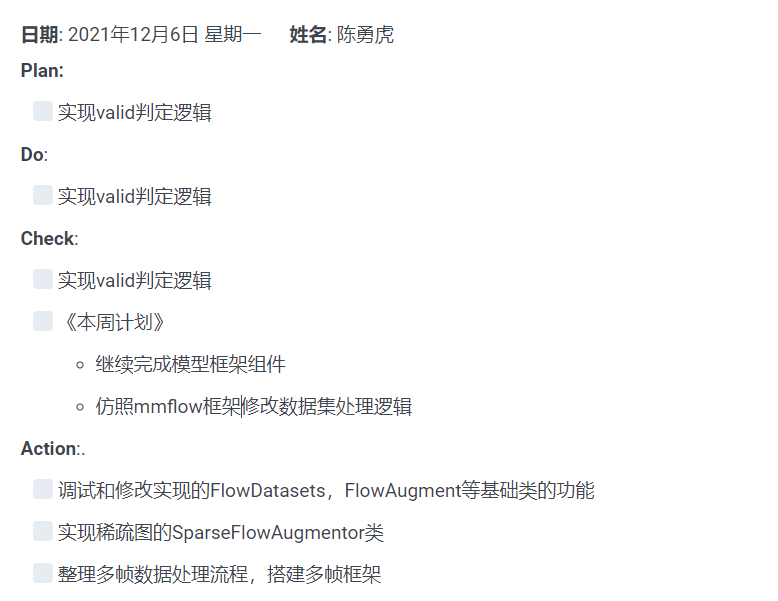 日期: 2021年12月6日 星期一 姓名: 陈勇虎
Plan:
实现valid判定逻辑
Do:
实现valid判定逻辑
Check:
实现valid判定逻辑
《本周计划》
继续完成模型框架组件
仿照mmflow框架修改数据集处理逻辑
Action:.
调试和修改实现的FlowDatasets，FlowAugment等基础类的功能
实现稀疏图的SparseFlowAugmentor类
整理多帧数据处理流程，搭建多帧框架